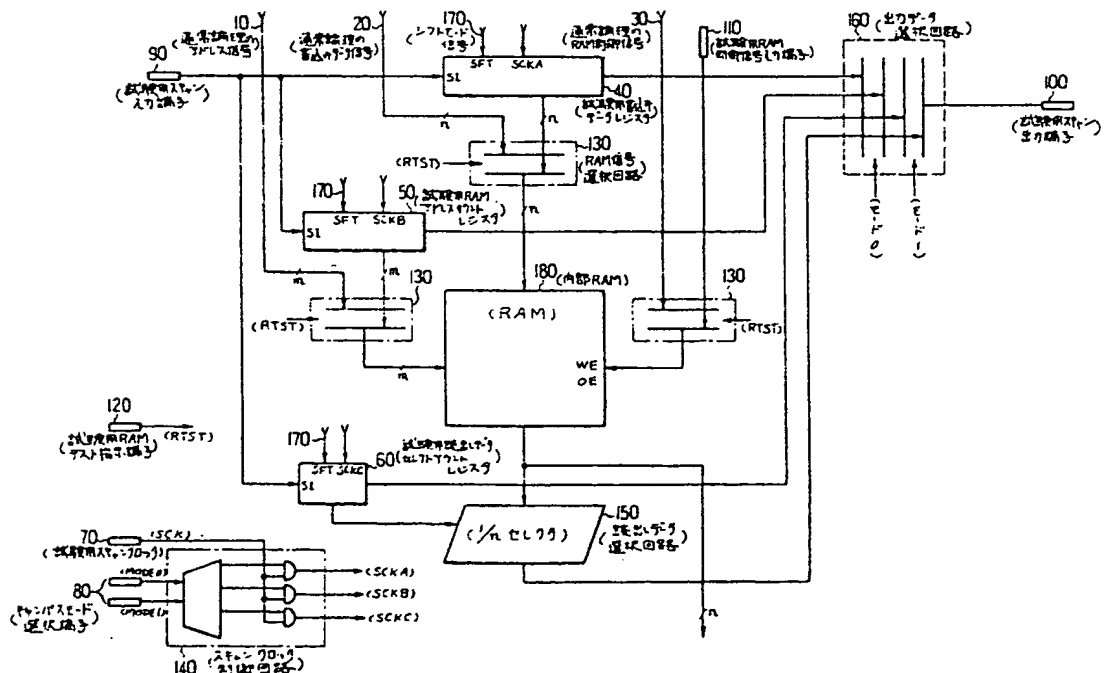 10
(通常論理の
アドレス信号)
20
(通常論理の
書込みデータ信号)
170
(シフトモード
信号)
30
(通常論理の
RAM制御信号)
110
(試験用RAM
制御信号入力端子)
160
(出力データ
選択回路)
90
(試験用スキャン
入力端子)
SFT SCKA
SI
40
(試験用書込み
データレジスタ)
100
(試験用スキャン
出力端子)
n
n
(RTST)
130
(RAM信号
選択回路)
n
(モード0)
(モード1)
170
SFT SCKB
SI
50
(試験用RAM
アドレスカウント
レジスタ)
m
m
(RTST)
130
m
180 (内部RAM)
(RAM)
WE
OE
130
(RTST)
120
(試験用RAM
テスト指示端子)
(RTST)
170
SFT SCKC
SI
60
(試験用読出しデータ
セレクトカウント
レジスタ)
(1/n セレクタ)
150
(読出しデータ
選択回路)
n
70
(SCK)
(試験用スキャンクロック)
80
(MODE0)
(MODE1)
選択端子)
(SCKA)
(SCKB)
(SCKC)
140
(スキャンクロック
制御回路)